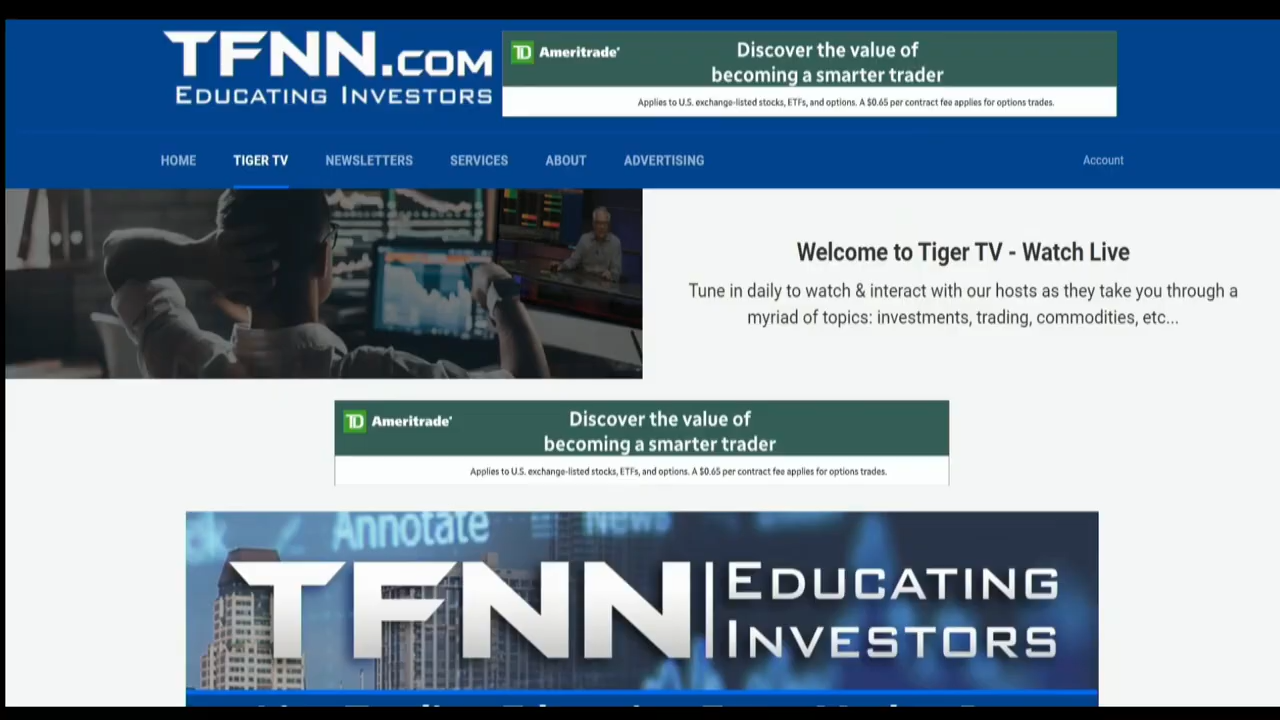 TFNN.COM
EDUCATING INVESTORS
TD Ameritrade
Discover the value of
becoming a smarter trader
Applies to U.S. exchange-listed stocks, ETFs, and options. A $0.65 per contract fee applies for options trades.
HOME TIGER TV NEWSLETTERS SERVICES ABOUT ADVERTISING Account
Welcome to Tiger TV - Watch Live
Tune in daily to watch & interact with our hosts as they take you through a
myriad of topics: investments, trading, commodities, etc...
TD Ameritrade
Discover the value of
becoming a smarter trader
Applies to U.S. exchange-listed stocks, ETFs, and options. A $0.65 per contract fee applies for options trades.
Annotate News
TFNN EDUCATING
INVESTORS